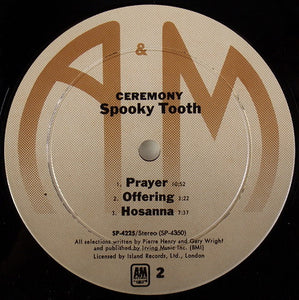 A & M
CEREMONY
Spooky Tooth
1. Prayer 10:52
2. Offering 3:22
3. Hosanna 7:37
SP-4225/Stereo (SP-4350)
All selections written by Pierre Henry and Gary Wright
and published by Irving Music Inc. (BMI)
Licensed by Island Records, Ltd., London
A&M 2